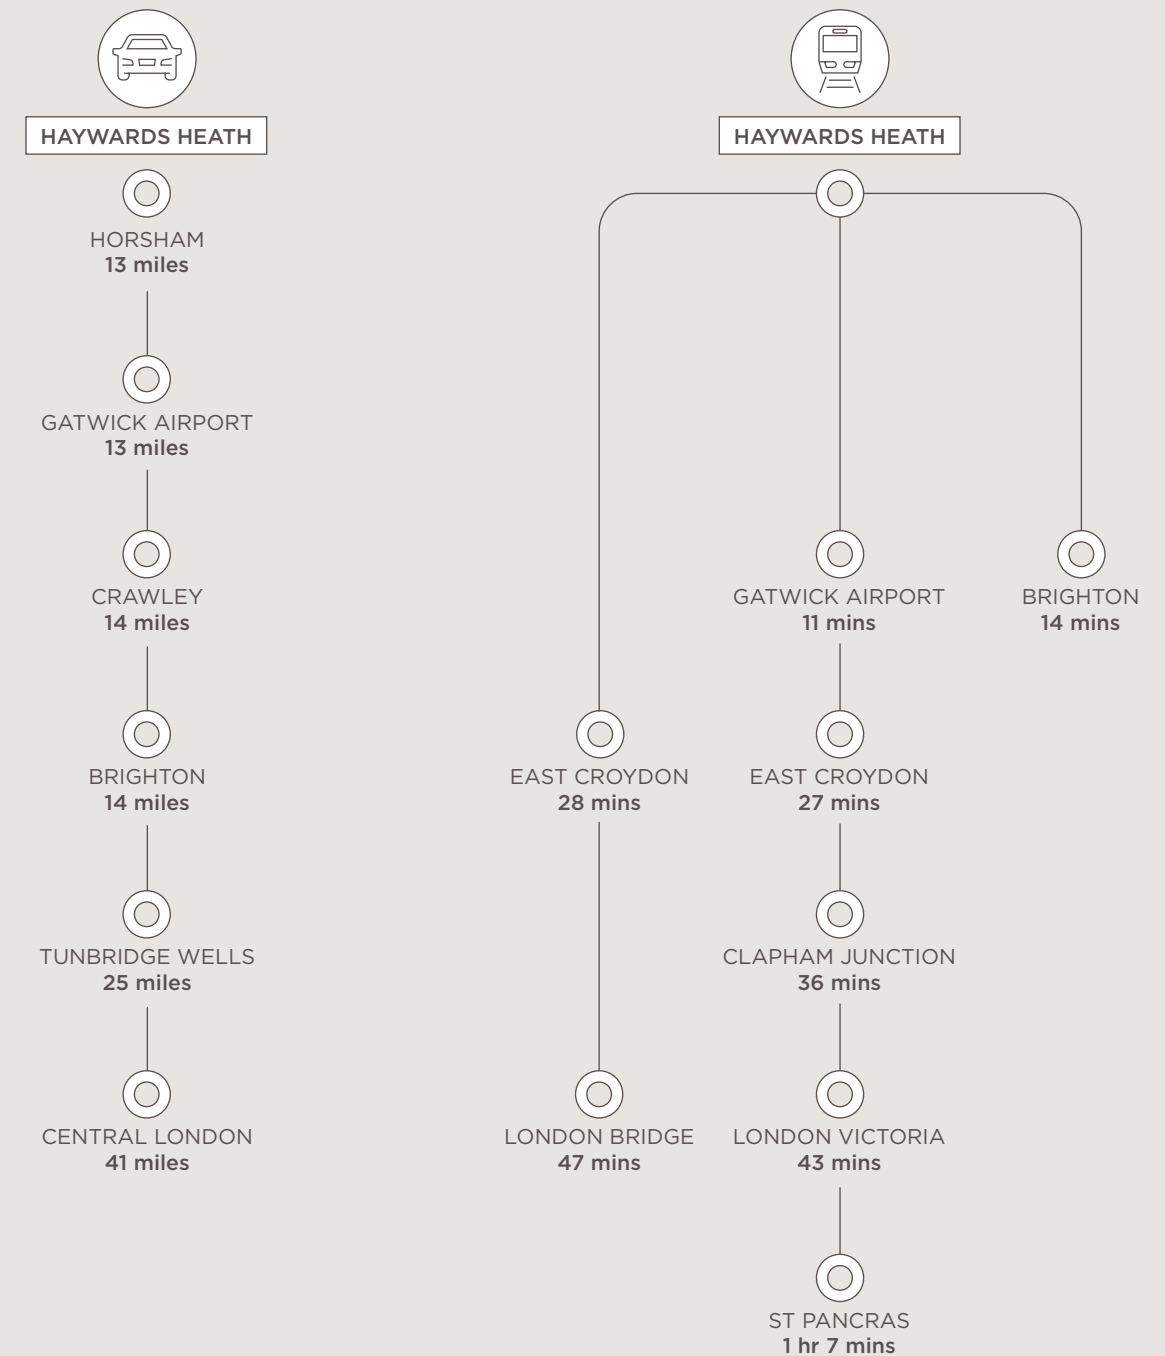 HAYWARDS HEATH
HORSHAM
13 miles
GATWICK AIRPORT
13 miles
CRAWLEY
14 miles
BRIGHTON
14 miles
TUNBRIDGE WELLS
25 miles
CENTRAL LONDON
41 miles
HAYWARDS HEATH
EAST CROYDON
28 mins
LONDON BRIDGE
47 mins
GATWICK AIRPORT
11 mins
EAST CROYDON
27 mins
CLAPHAM JUNCTION
36 mins
LONDON VICTORIA
43 mins
ST PANCRAS
1 hr 7 mins
BRIGHTON
14 mins